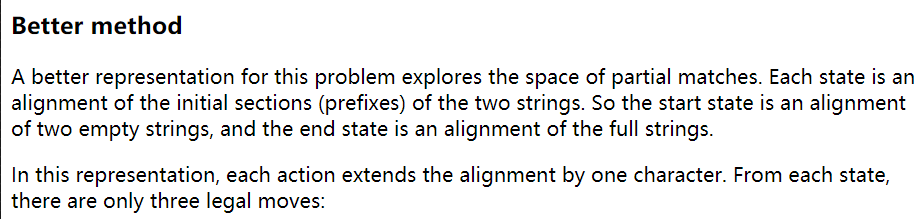 Better method
A better representation for this problem explores the space of partial matches. Each state is an
alignment of the initial sections (prefixes) of the two strings. So the start state is an alignment
of two empty strings, and the end state is an alignment of the full strings.
In this representation, each action extends the alignment by one character. From each state,
there are only three legal moves: